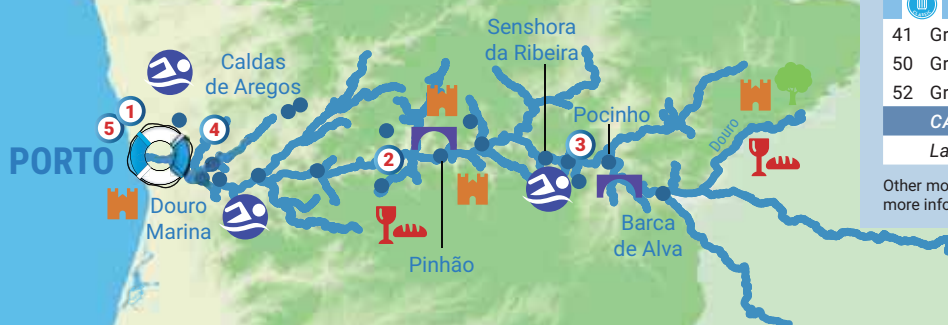 Senshora
da Ribeira
Caldas
de Aregos
41 Gr
50 Gr
52 Gr
CA
La
Other mo
more info
1
5
4
PORTO
2
3
Pocinho
Douro
Douro
Marina
Barca
de Alva
Pinhão